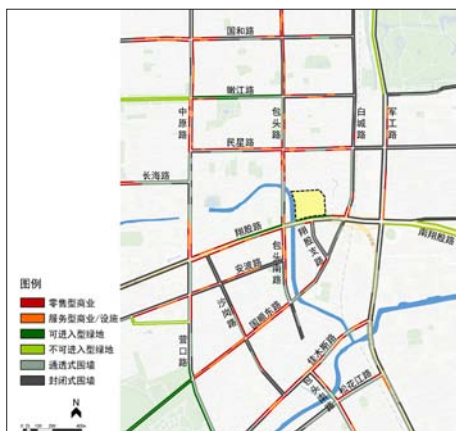 国和路
嫩江路
中原路
包头路
白城路
军工路
民星路
长海路
翔殷路
翔殷支路
南翔殷路
包头南路
安波路
沙岗路
国顺东路
营口路
佳木斯路
松花江路
图例
零售型商业
服务型商业/设施
可进入型绿地
不可进入型绿地
通透式围墙
封闭式围墙
N